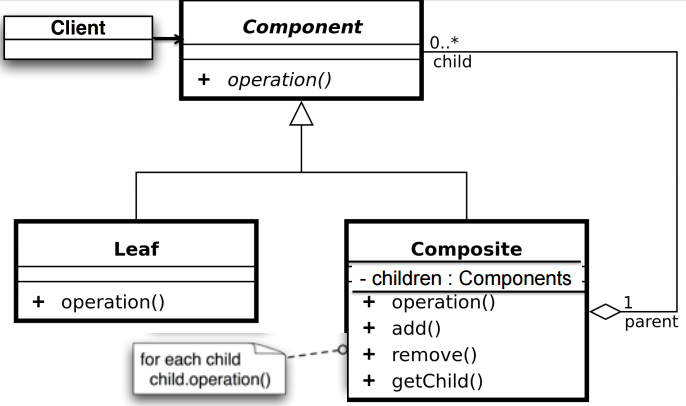 Client
Component
+ operation()
0..*
child
Leaf
+ operation()
Composite
- children : Components
+ operation()
+ add()
+ remove()
+ getChild()
1
parent
for each child
child.operation()